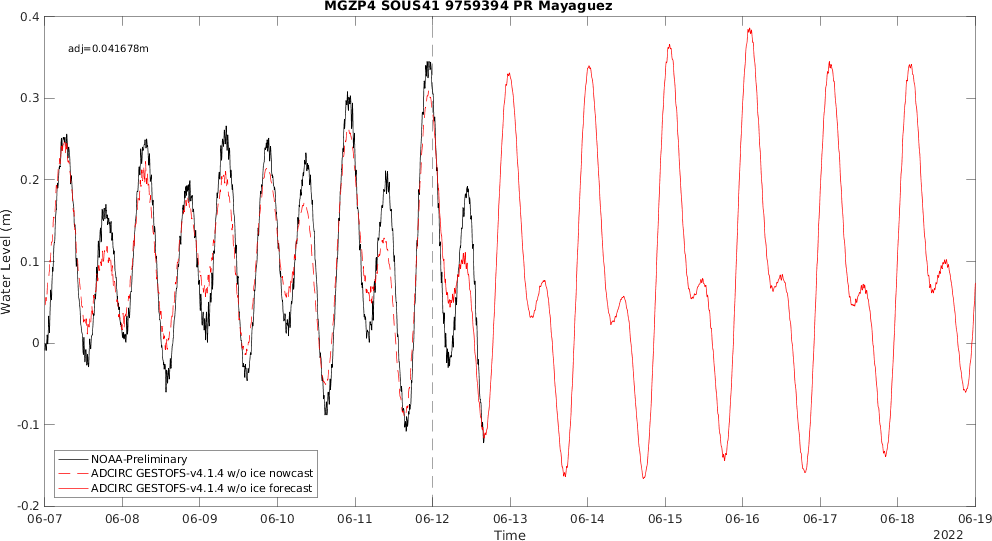 MGZP4 SOUS41 9759394 PR Mayaguez
adj=0.041678m
0.4
0.3
0.2
0.1
0
-0.1
-0.2
Water Level (m)
NOAA-Preliminary
ADCIRC GESTOFS-v4.1.4 w/o ice nowcast
ADCIRC GESTOFS-v4.1.4 w/o ice forecast
06-07 06-08 06-09 06-10 06-11 06-12 06-13 06-14 06-15 06-16 06-17 06-18 06-19
Time
2022